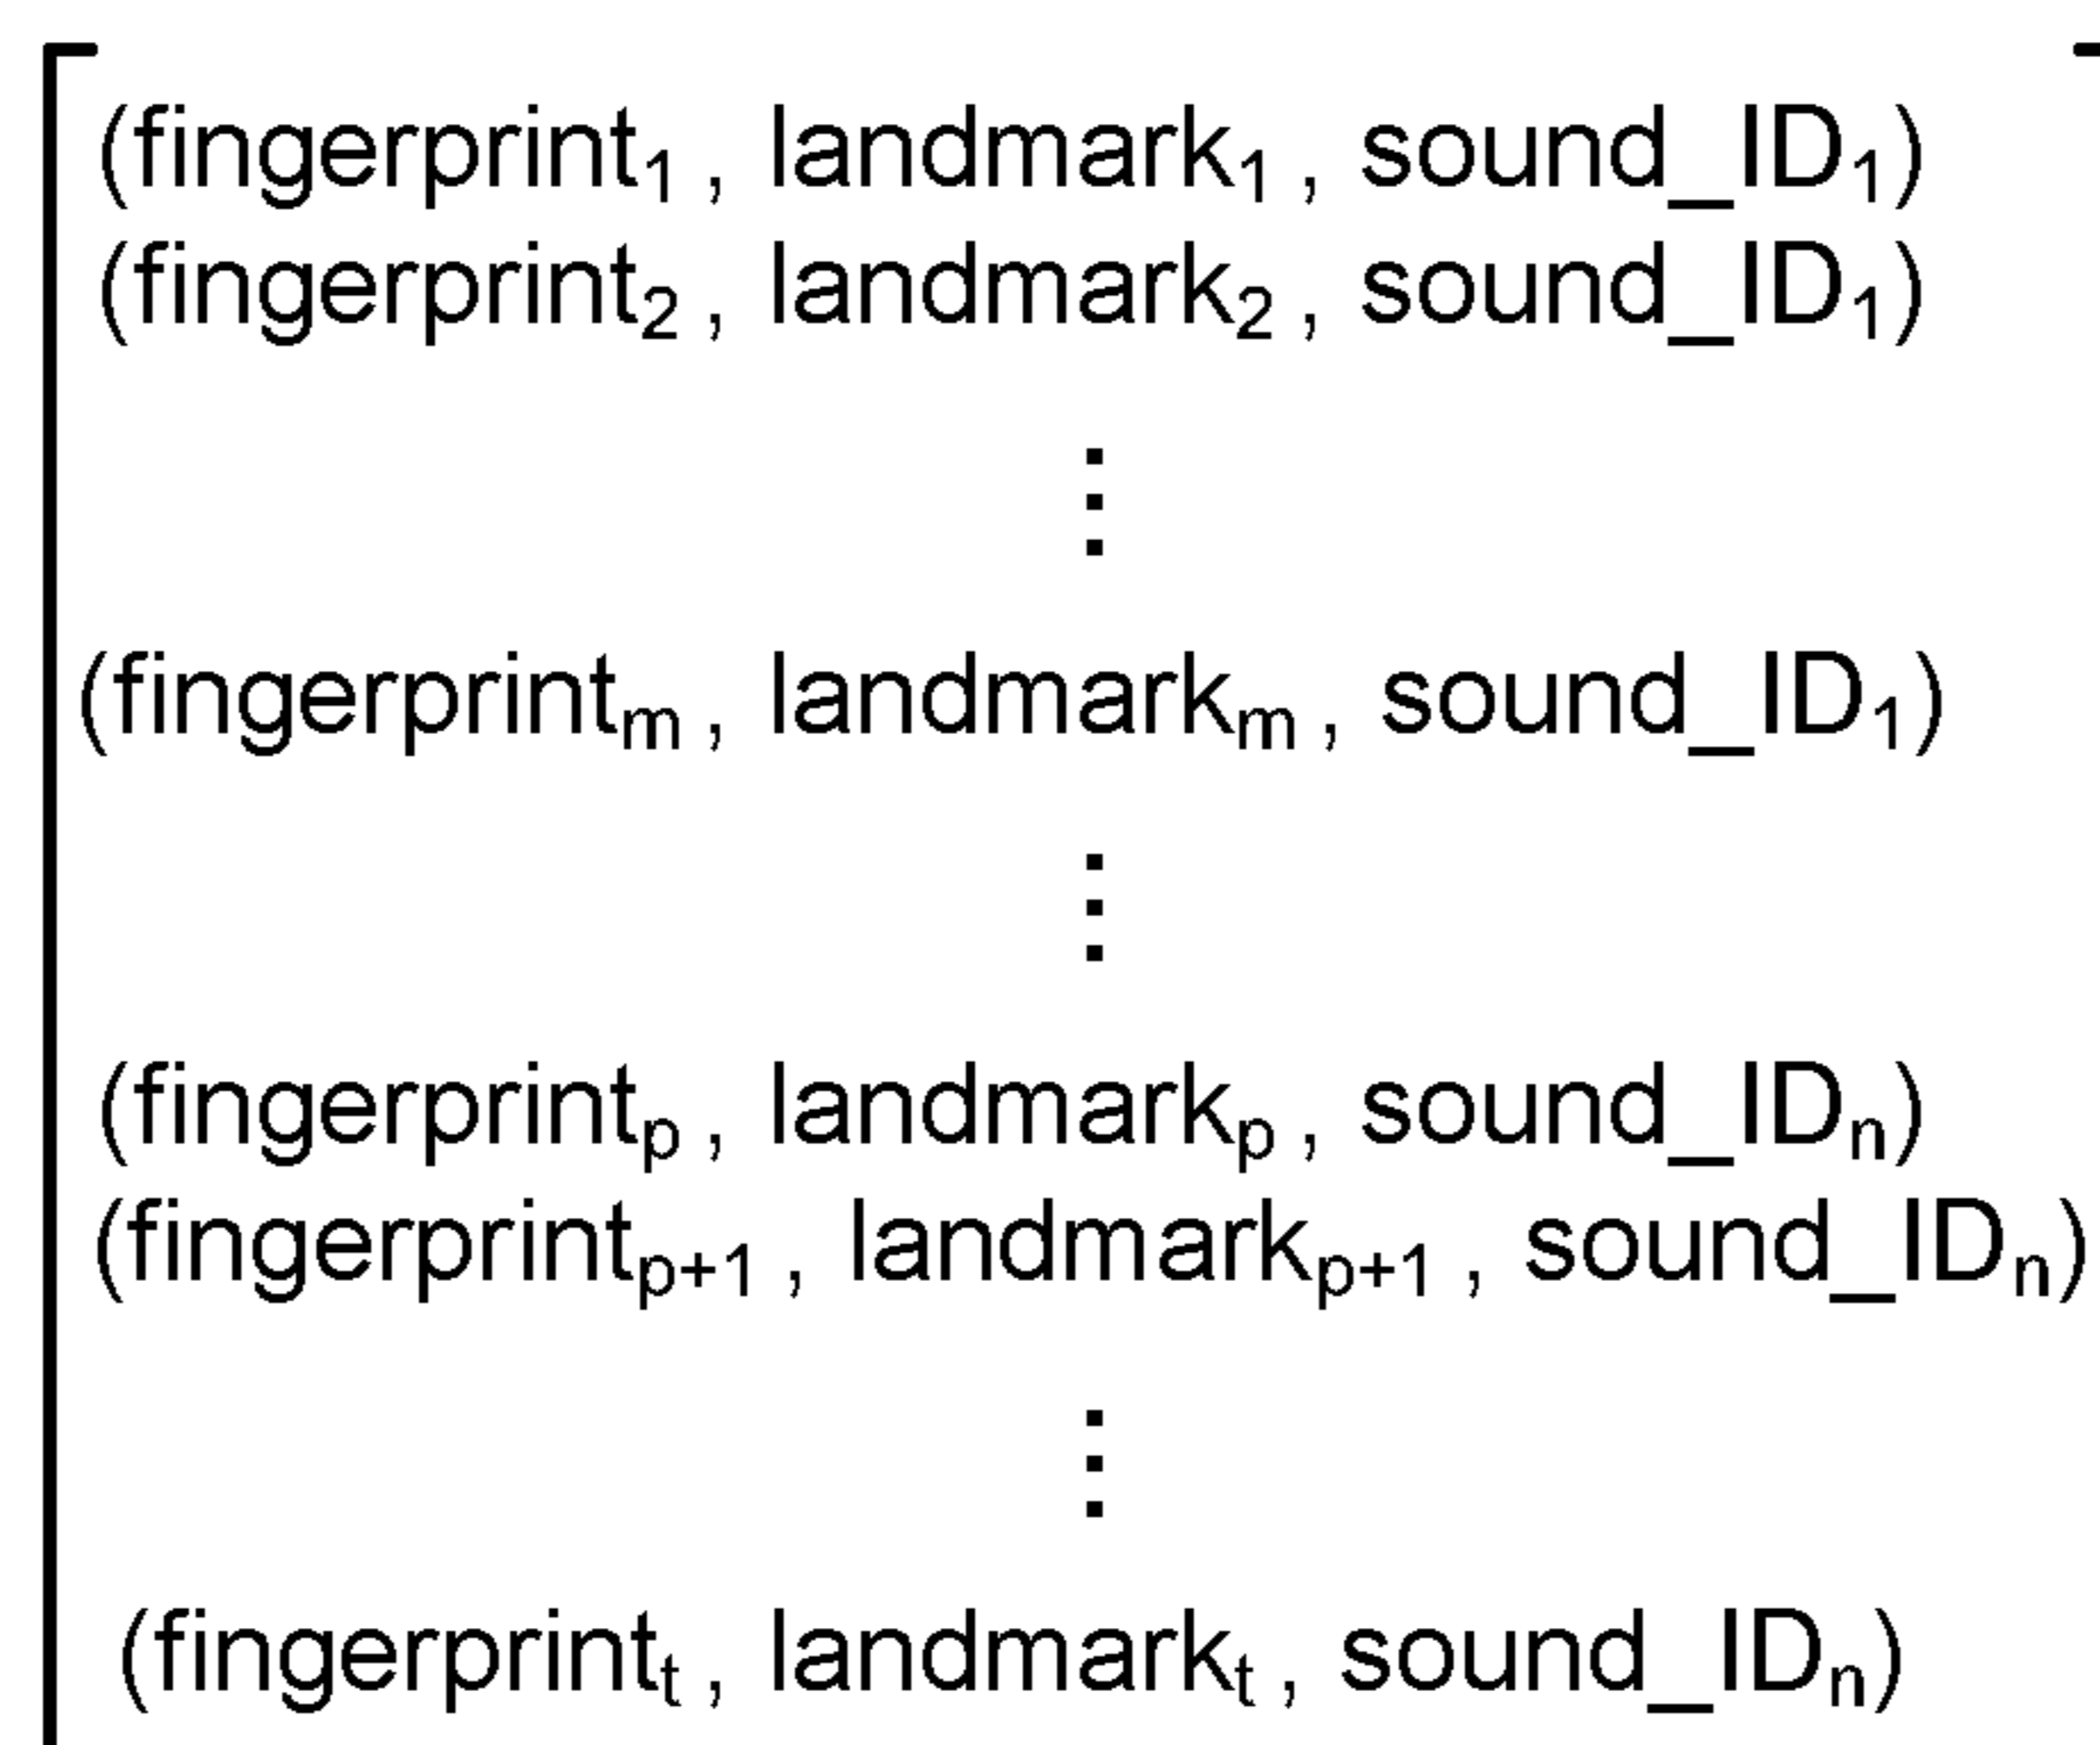 (fingerprint₁, landmark₁, sound_ID₁)
(fingerprint₂, landmark₂, sound_ID₁)
⋮
(fingerprintₘ, landmarkₘ, sound_ID₁)
⋮
(fingerprintₚ, landmarkₚ, sound_IDₙ)
(fingerprintₚ₊₁, landmarkₚ₊₁, sound_IDₙ)
⋮
(fingerprintₜ, landmarkₜ, sound_IDₙ)